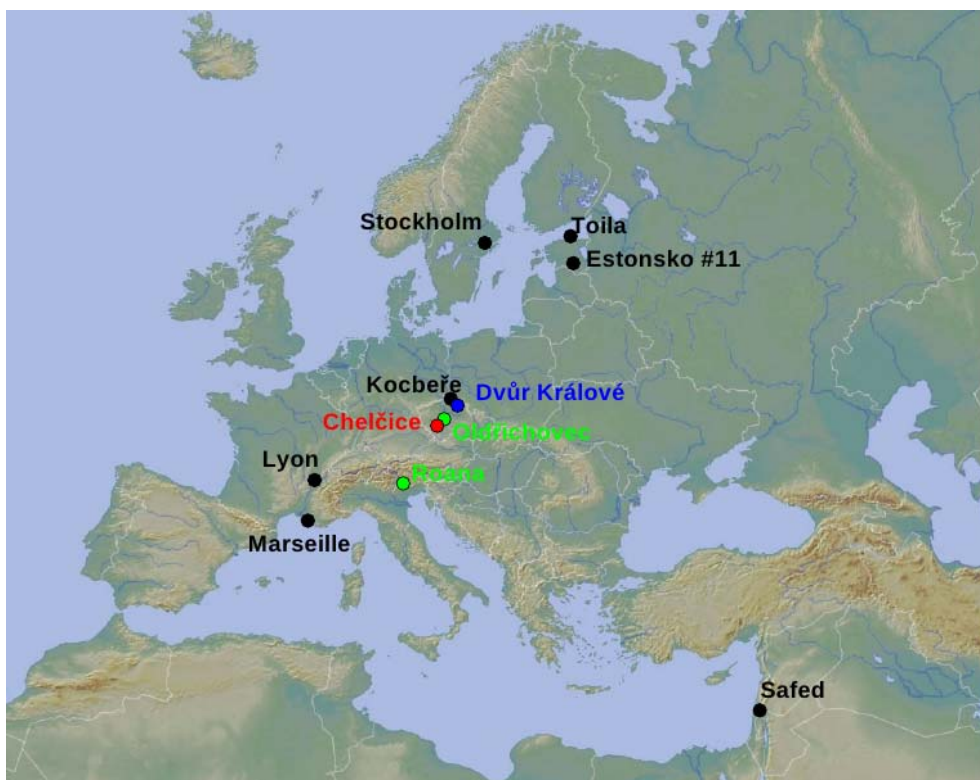 Stockholm
Toila
Estonsko #11
Kocbeře
Dvůr Králové
Chelčice
Oldřichovec
Lyon
Roana
Marseille
Safed